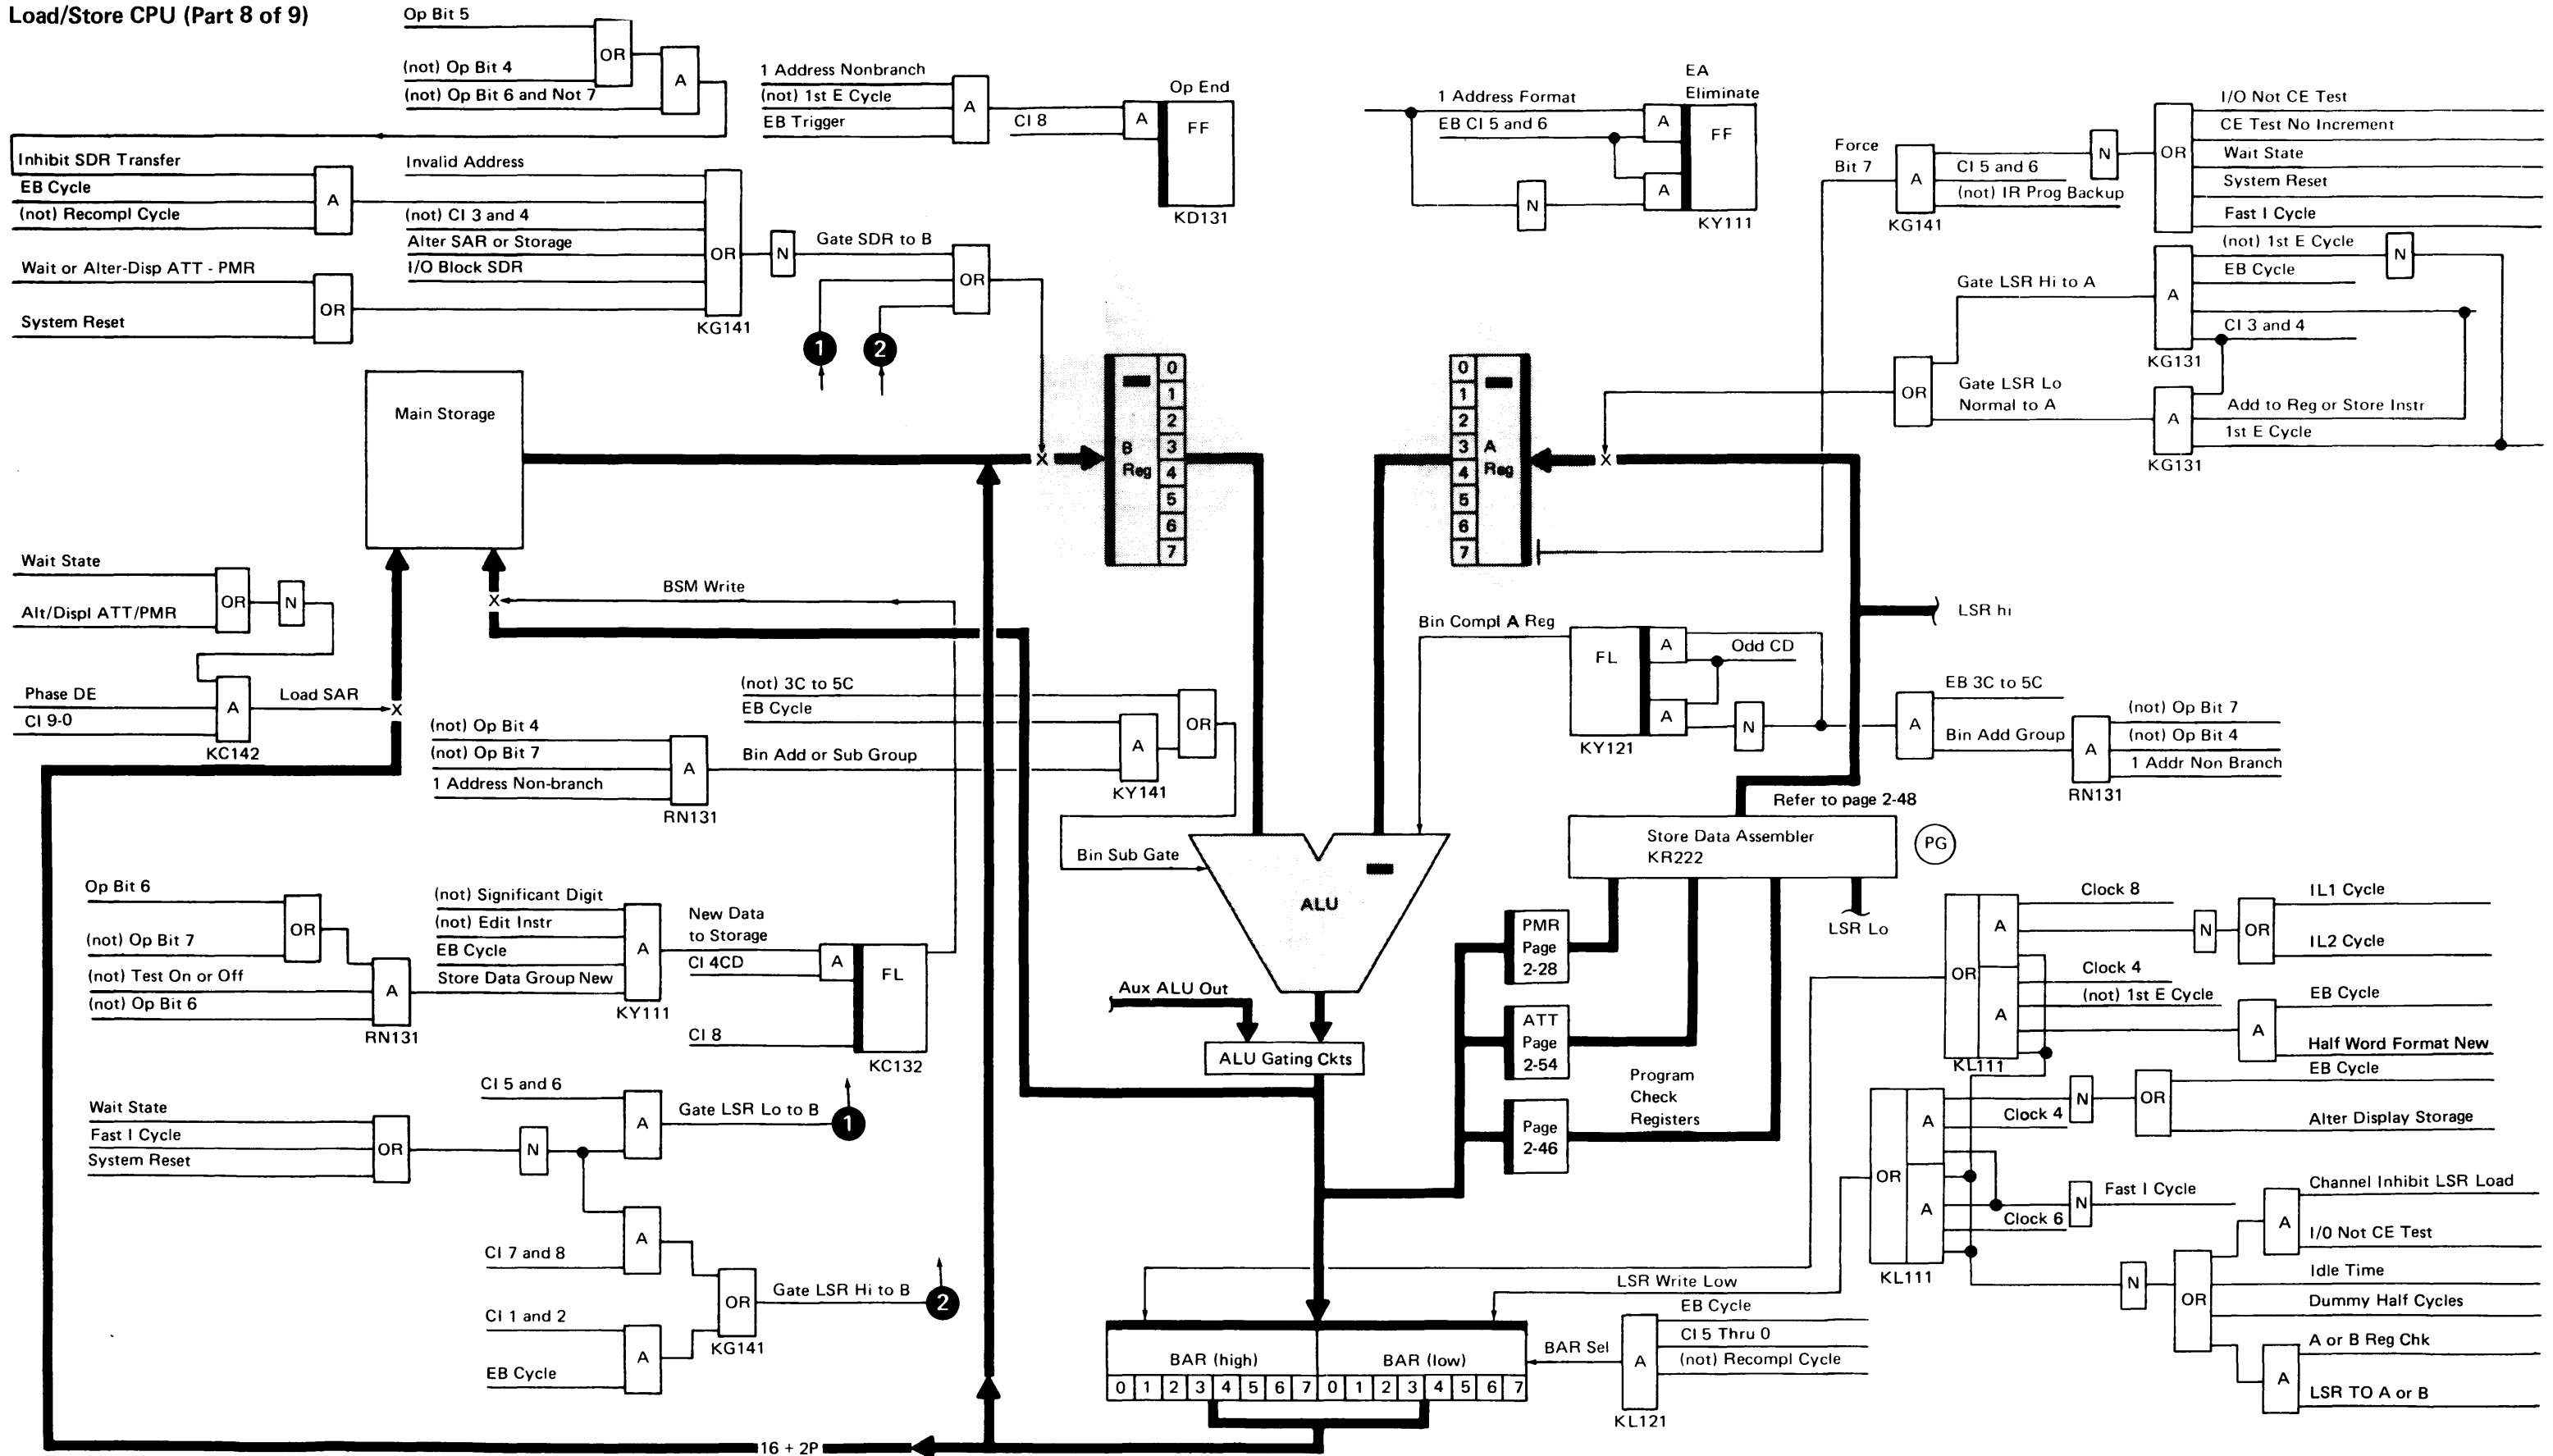 Load/Store CPU (Part 8 of 9)
Op Bit 5
OR
(not) Op Bit 4
(not) Op Bit 6 and Not 7
A
Inhibit SDR Transfer
EB Cycle
(not) Recompl Cycle
A
Wait or Alter-Disp ATT - PMR
System Reset
OR
Invalid Address
(not) CI 3 and 4
Alter SAR or Storage
I/O Block SDR
OR
KG141
N
Gate SDR to B
OR
1
2
1 Address Nonbranch
(not) 1st E Cycle
EB Trigger
A
CI 8
A
Op End
FF
KD131
1 Address Format
EB CI 5 and 6
N
A
A
EA
Eliminate
FF
KY111
Force
Bit 7
A
KG141
CI 5 and 6
(not) IR Prog Backup
N
OR
I/O Not CE Test
CE Test No Increment
Wait State
System Reset
Fast I Cycle
(not) 1st E Cycle
N
EB Cycle
Gate LSR Hi to A
A
CI 3 and 4
KG131
OR
Gate LSR Lo
Normal to A
A
Add to Reg or Store Instr
1st E Cycle
KG131
Main Storage
X
B
Reg
0
1
2
3
4
5
6
7
0
1
2
3
4
5
6
7
A
Reg
X
Wait State
Alt/Displ ATT/PMR
OR
N
Phase DE
CI 9-0
A
KC142
Load SAR
X
X
BSM Write
(not) Op Bit 4
(not) Op Bit 7
1 Address Non-branch
A
RN131
(not) 3C to 5C
EB Cycle
Bin Add or Sub Group
A
KY141
OR
Bin Sub Gate
Bin Compl A Reg
FL
A
A
KY121
Odd CD
N
LSR hi
A
EB 3C to 5C
Bin Add Group
A
RN131
(not) Op Bit 7
(not) Op Bit 4
1 Addr Non Branch
Refer to page 2-48
Store Data Assembler
KR222
PG
LSR Lo
ALU
Op Bit 6
(not) Op Bit 7
OR
(not) Test On or Off
(not) Op Bit 6
A
RN131
(not) Significant Digit
(not) Edit Instr
EB Cycle
Store Data Group New
A
KY111
New Data
to Storage
CI 4CD
A
FL
CI 8
KC132
Aux ALU Out
ALU Gating Ckts
PMR
Page
2-28
ATT
Page
2-54
Page
2-46
Program
Check
Registers
OR
A
A
KL111
Clock 8
N
OR
IL1 Cycle
IL2 Cycle
Clock 4
(not) 1st E Cycle
A
EB Cycle
Half Word Format New
EB Cycle
OR
A
A
KL111
N
Clock 4
OR
Alter Display Storage
N
Fast I Cycle
Clock 6
Channel Inhibit LSR Load
A
I/0 Not CE Test
N
OR
Idle Time
Dummy Half Cycles
A or B Reg Chk
A
LSR TO A or B
Wait State
Fast I Cycle
System Reset
OR
N
CI 5 and 6
A
Gate LSR Lo to B
1
A
CI 7 and 8
CI 1 and 2
EB Cycle
A
OR
KG141
Gate LSR Hi to B
2
LSR Write Low
BAR (high)
BAR (low)
0 1 2 3 4 5 6 7 0 1 2 3 4 5 6 7
BAR Sel
A
KL121
EB Cycle
CI 5 Thru 0
(not) Recompl Cycle
16 + 2P